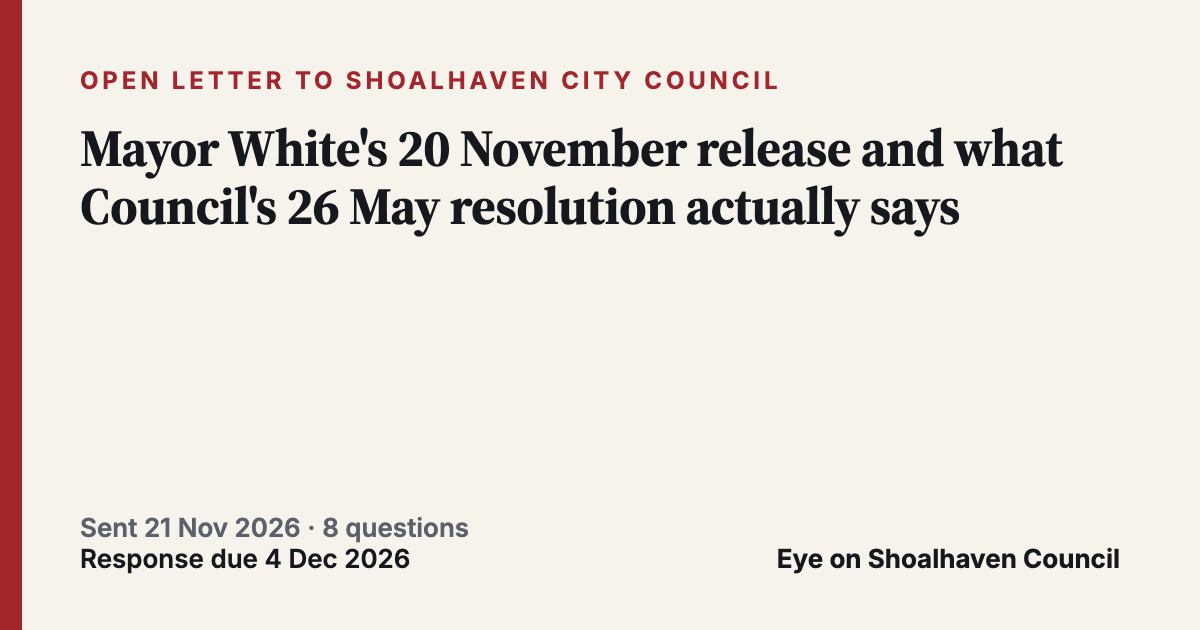 OPEN LETTER TO SHOALHAVEN CITY COUNCIL
Mayor White's 20 November release and what
Council's 26 May resolution actually says
Sent 21 Nov 2026 · 8 questions
Response due 4 Dec 2026
Eye on Shoalhaven Council